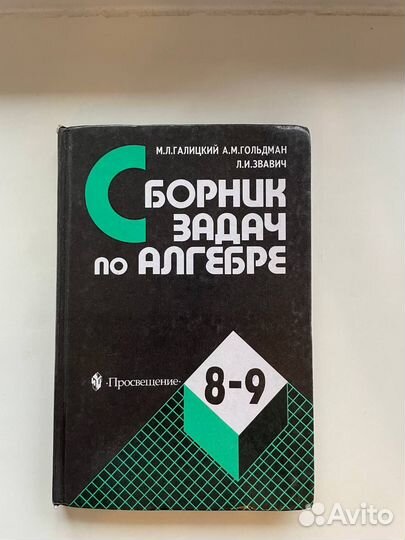 М.Л.ГАЛИЦКИЙ А.М.ГОЛЬДМАН
Л.И.ЗВАВИЧ
СБОРНИК
ЗАДАЧ
ПО АЛГЕБРЕ
•Просвещение•
8-9
Avito